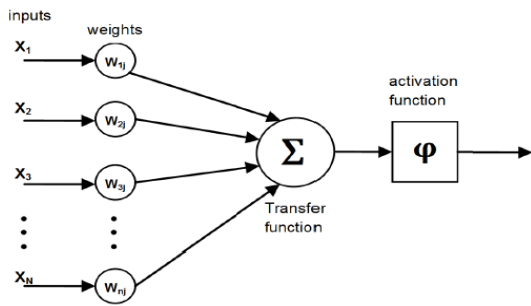 inputs
weights
X1
W1j
X2
W2j
X3
W3j
XN
Wnj
Σ
Transfer
function
activation
function
φ